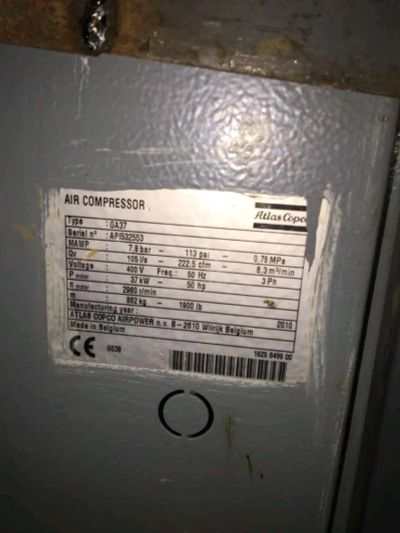 AIR COMPRESSOR
Atlas Copco
Type : GA37
Serial n° : API532553
MAWP : 7,8 bar – 113 psi – 0,78 MPa
Qv : 105 l/s – 222,5 cfm – 6,3 m³/min
Voltage : 400 V Freq.: 50 Hz 3 Ph
P motor : 37 kW – 50 hp
n motor : 2960 r/min
m : 862 kg – 1900 lb
Manufacturing year: 2010
ATLAS COPCO AIRPOWER n.v. B – 2610 Wilrijk Belgium
Made in Belgium
CE 0038
1625 8499 00